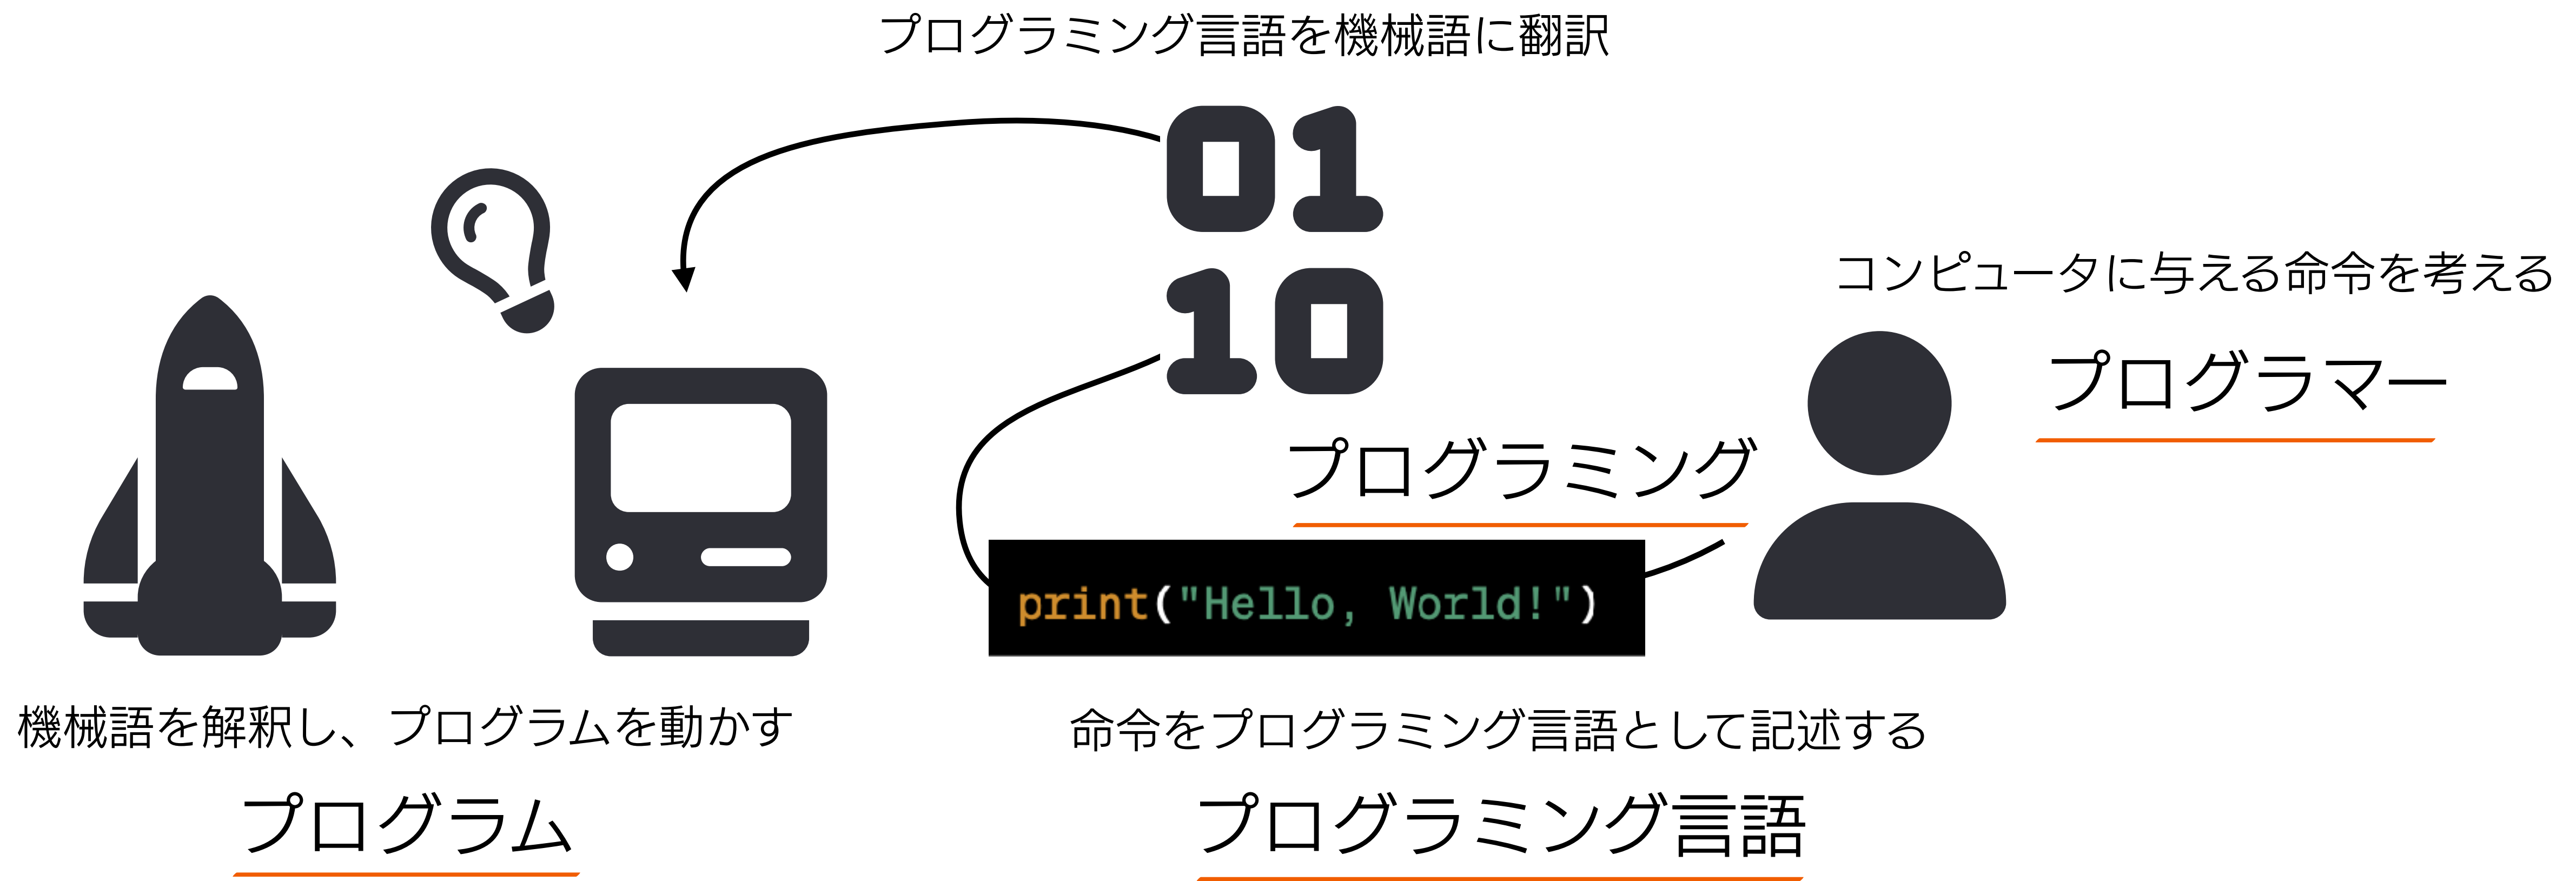 プログラミング言語を機械語に翻訳
01
10
コンピュータに与える命令を考える
プログラマー
プログラミング
print("Hello, World!")
機械語を解釈し、プログラムを動かす
プログラム
命令をプログラミング言語として記述する
プログラミング言語